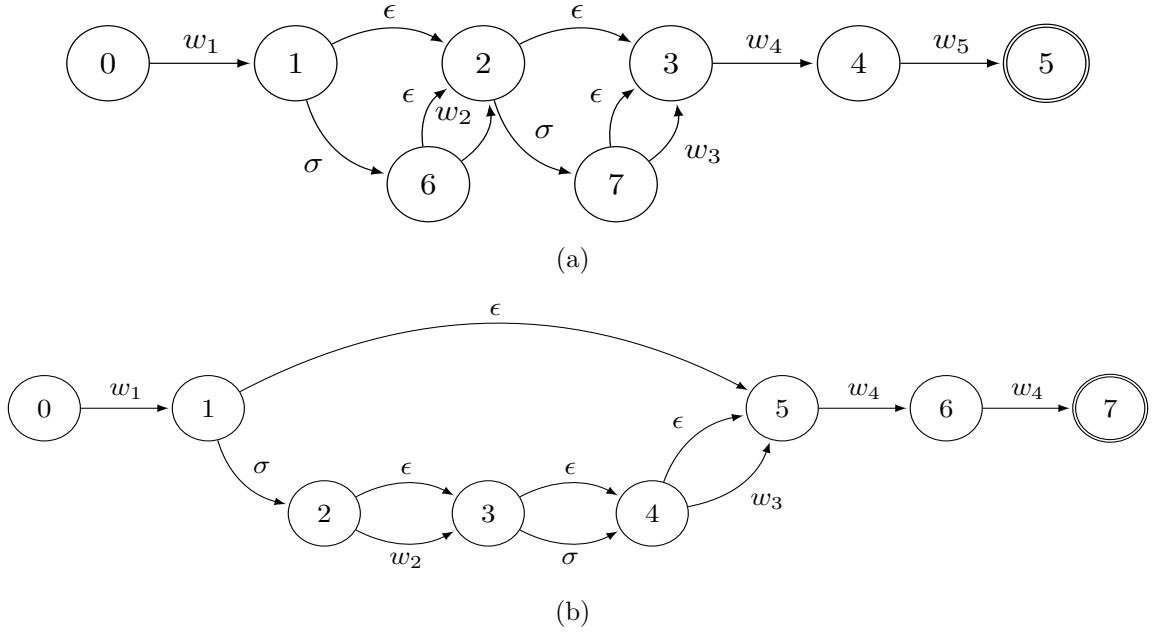 ϵ ϵ
0 w₁ 1 2 3 w₄ 4 w₅ 5
ϵ w₂ ϵ
σ σ w₃
6 7
(a)
ϵ
0 w₁ 1 5 w₄ 6 w₄ 7
σ ϵ ϵ ϵ
2 3 4 w₃
w₂ σ
(b)